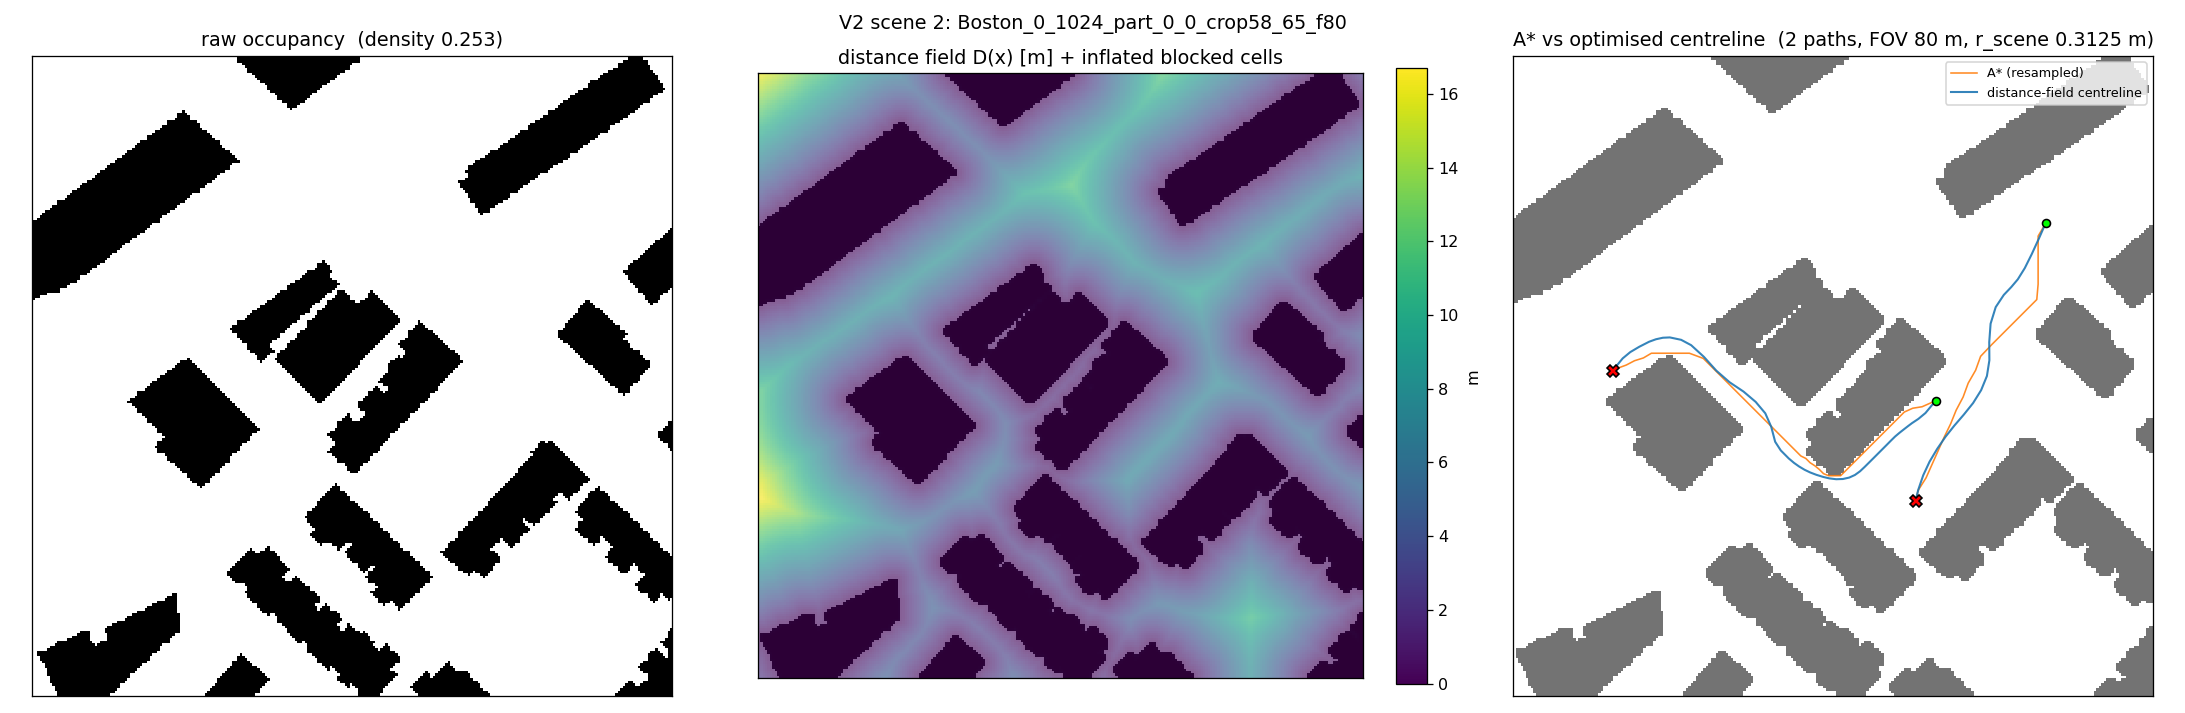 V2 scene 2: Boston_0_1024_part_0_0_crop58_65_f80
raw occupancy  (density 0.253)
distance field D(x) [m] + inflated blocked cells
16
14
12
10
8
6
4
2
0
m
A* vs optimised centreline  (2 paths, FOV 80 m, r_scene 0.3125 m)
A* (resampled)
distance-field centreline